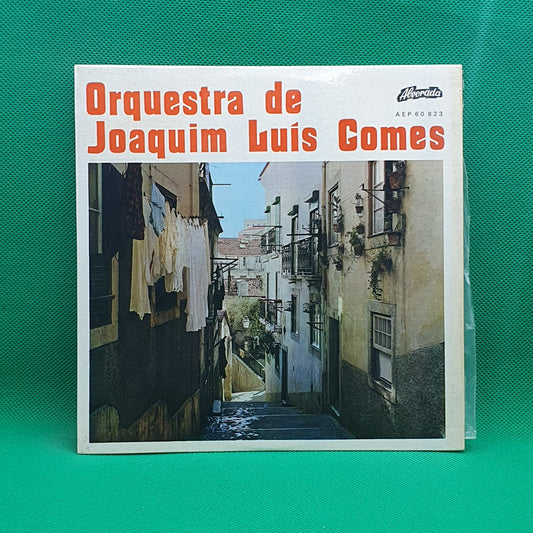 Orquestra de
Joaquim Luís Gomes
Alvorada
AEP 60 823